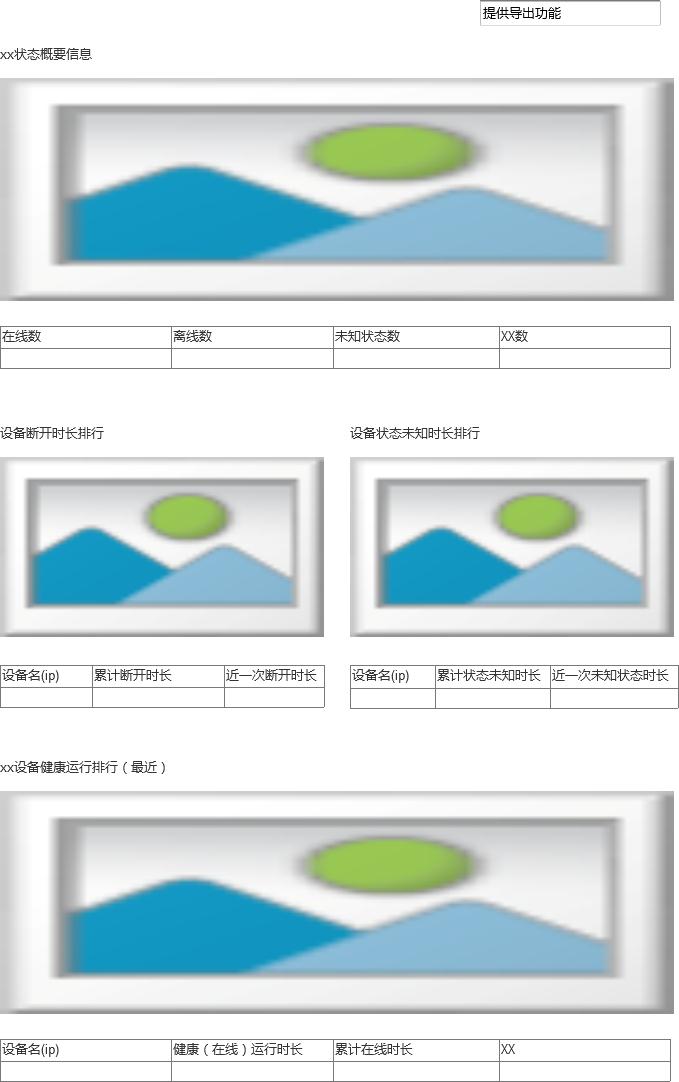 提供导出功能
xx状态概要信息
在线数 离线数 未知状态数 XX数
设备断开时长排行 设备状态未知时长排行
设备名(ip) 累计断开时长 近一次断开时长 设备名(ip) 累计状态未知时长 近一次未知状态时长
xx设备健康运行排行（最近）
设备名(ip) 健康（在线）运行时长 累计在线时长 XX